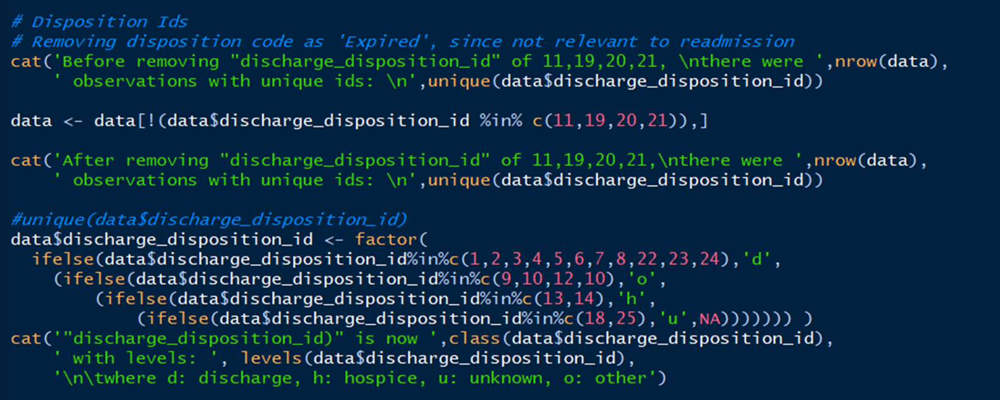 # Disposition Ids
# Removing disposition code as 'Expired', since not relevant to readmission
cat('Before removing "discharge_disposition_id" of 11,19,20,21, \nthere were ',nrow(data),
    ' observations with unique ids: \n',unique(data$discharge_disposition_id))
data <- data[!(data$discharge_disposition_id %in% c(11,19,20,21)),]
cat('After removing "discharge_disposition_id" of 11,19,20,21,\nthere were ',nrow(data),
    ' observations with unique ids: \n',unique(data$discharge_disposition_id))
#unique(data$discharge_disposition_id)
data$discharge_disposition_id <- factor(
  ifelse(data$discharge_disposition_id%in%c(1,2,3,4,5,6,7,8,22,23,24),'d',
    (ifelse(data$discharge_disposition_id%in%c(9,10,12,10),'o',
        (ifelse(data$discharge_disposition_id%in%c(13,14),'h',
            (ifelse(data$discharge_disposition_id%in%c(18,25),'u',NA))))))) )
cat('"discharge_disposition_id)" is now ',class(data$discharge_disposition_id),
    ' with levels: ', levels(data$discharge_disposition_id),
    '\n\twhere d: discharge, h: hospice, u: unknown, o: other')